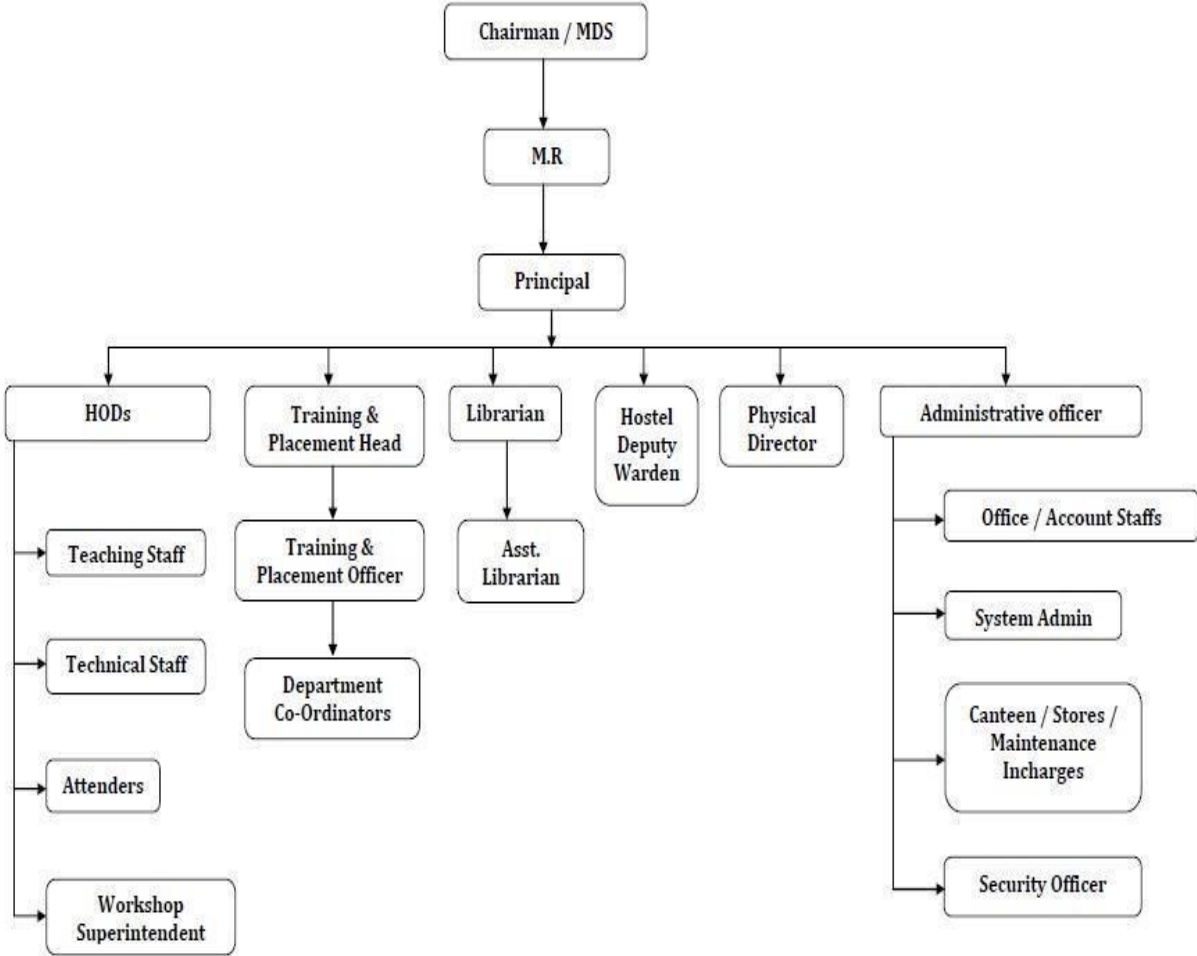 Chairman / MDS
M.R
Principal
HODs
Training &
Placement Head
Librarian
Hostel
Deputy
Warden
Physical
Director
Administrative officer
Teaching Staff
Technical Staff
Attenders
Workshop
Superintendent
Training &
Placement Officer
Department
Co-Ordinators
Asst.
Librarian
Office / Account Staffs
System Admin
Canteen / Stores /
Maintenance
Incharges
Security Officer